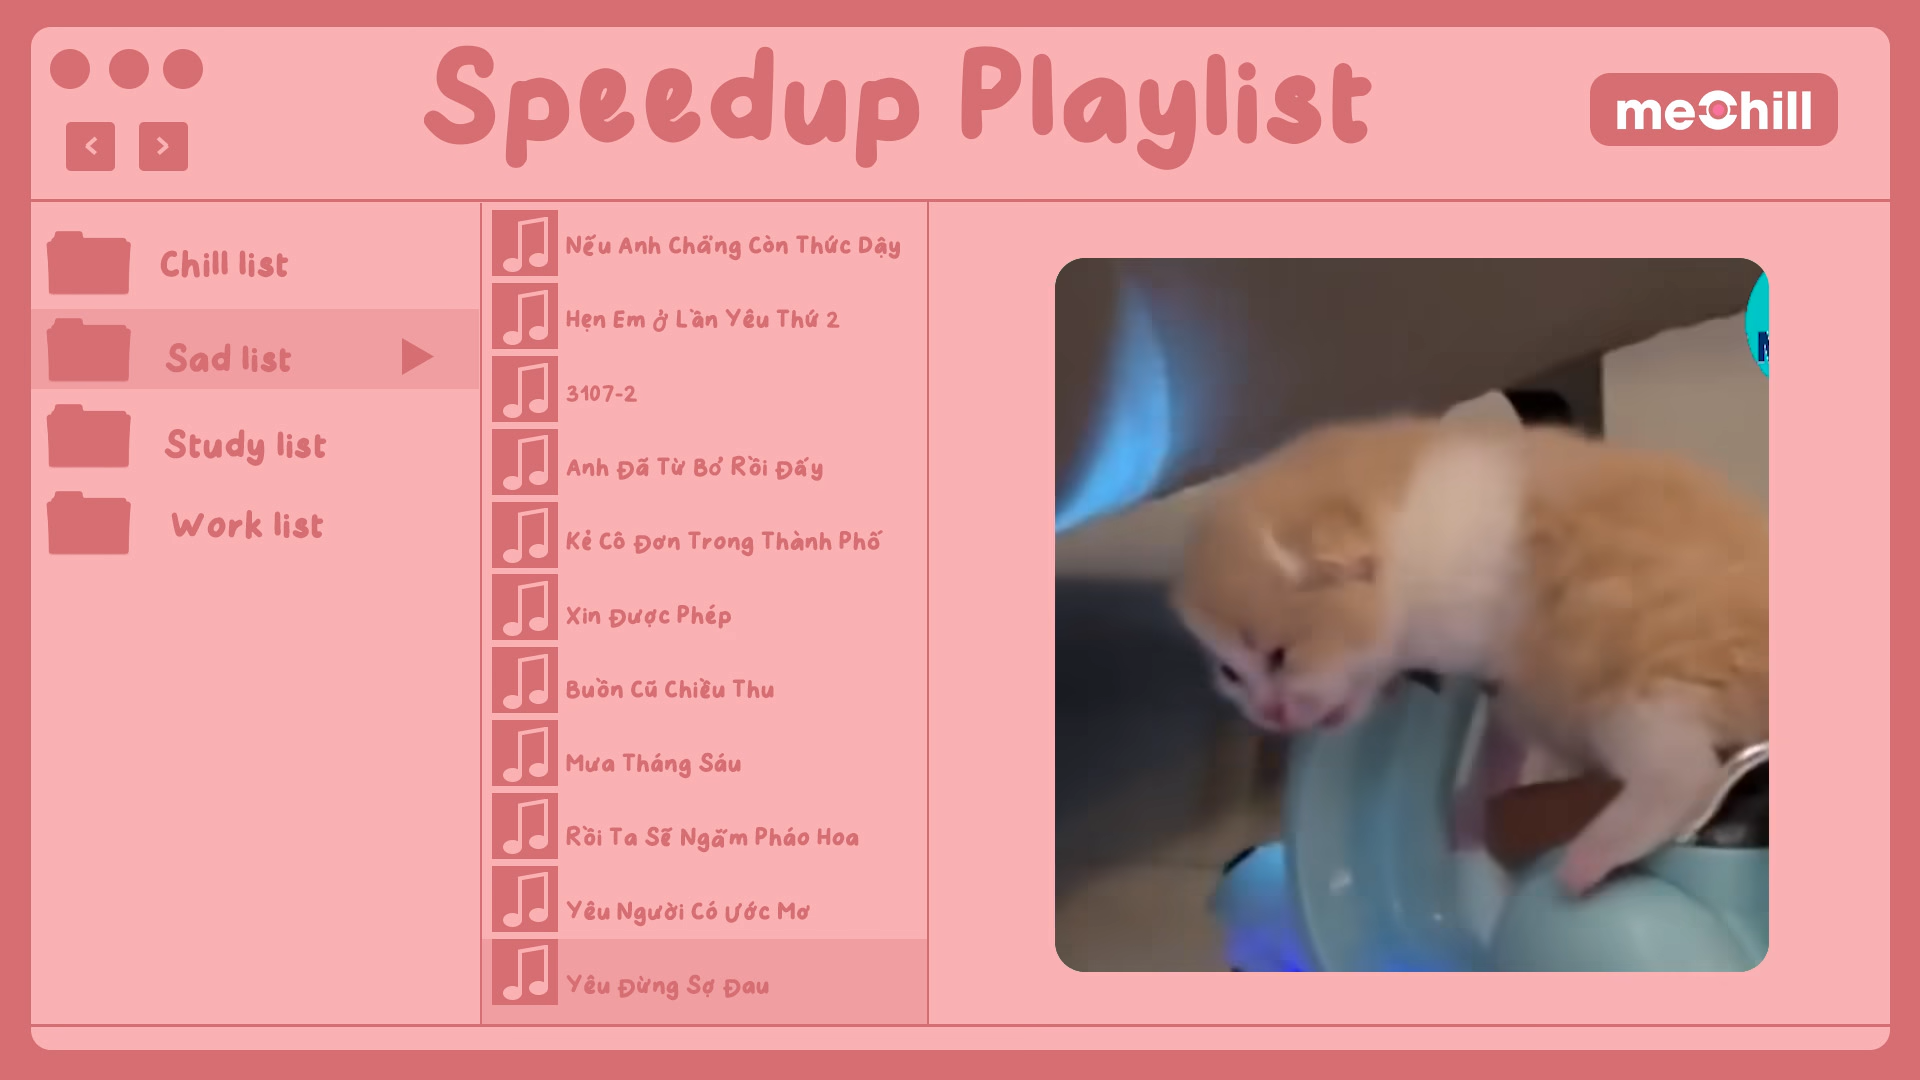 Speedup Playlist
meChill
Chill list
Sad list
Study list
Work list
Nếu Anh Chẳng Còn Thức Dậy
Hẹn Em ở Lần Yêu Thứ 2
3107-2
Anh Đã Từ Bỏ Rồi Đấy
Kẻ Cô Đơn Trong Thành Phố
Xin Được Phép
Buồn Cũ Chiều Thu
Mưa Tháng Sáu
Rồi Ta Sẽ Ngắm Pháo Hoa
Yêu Người Có Ước Mơ
Yêu Đừng Sợ Đau